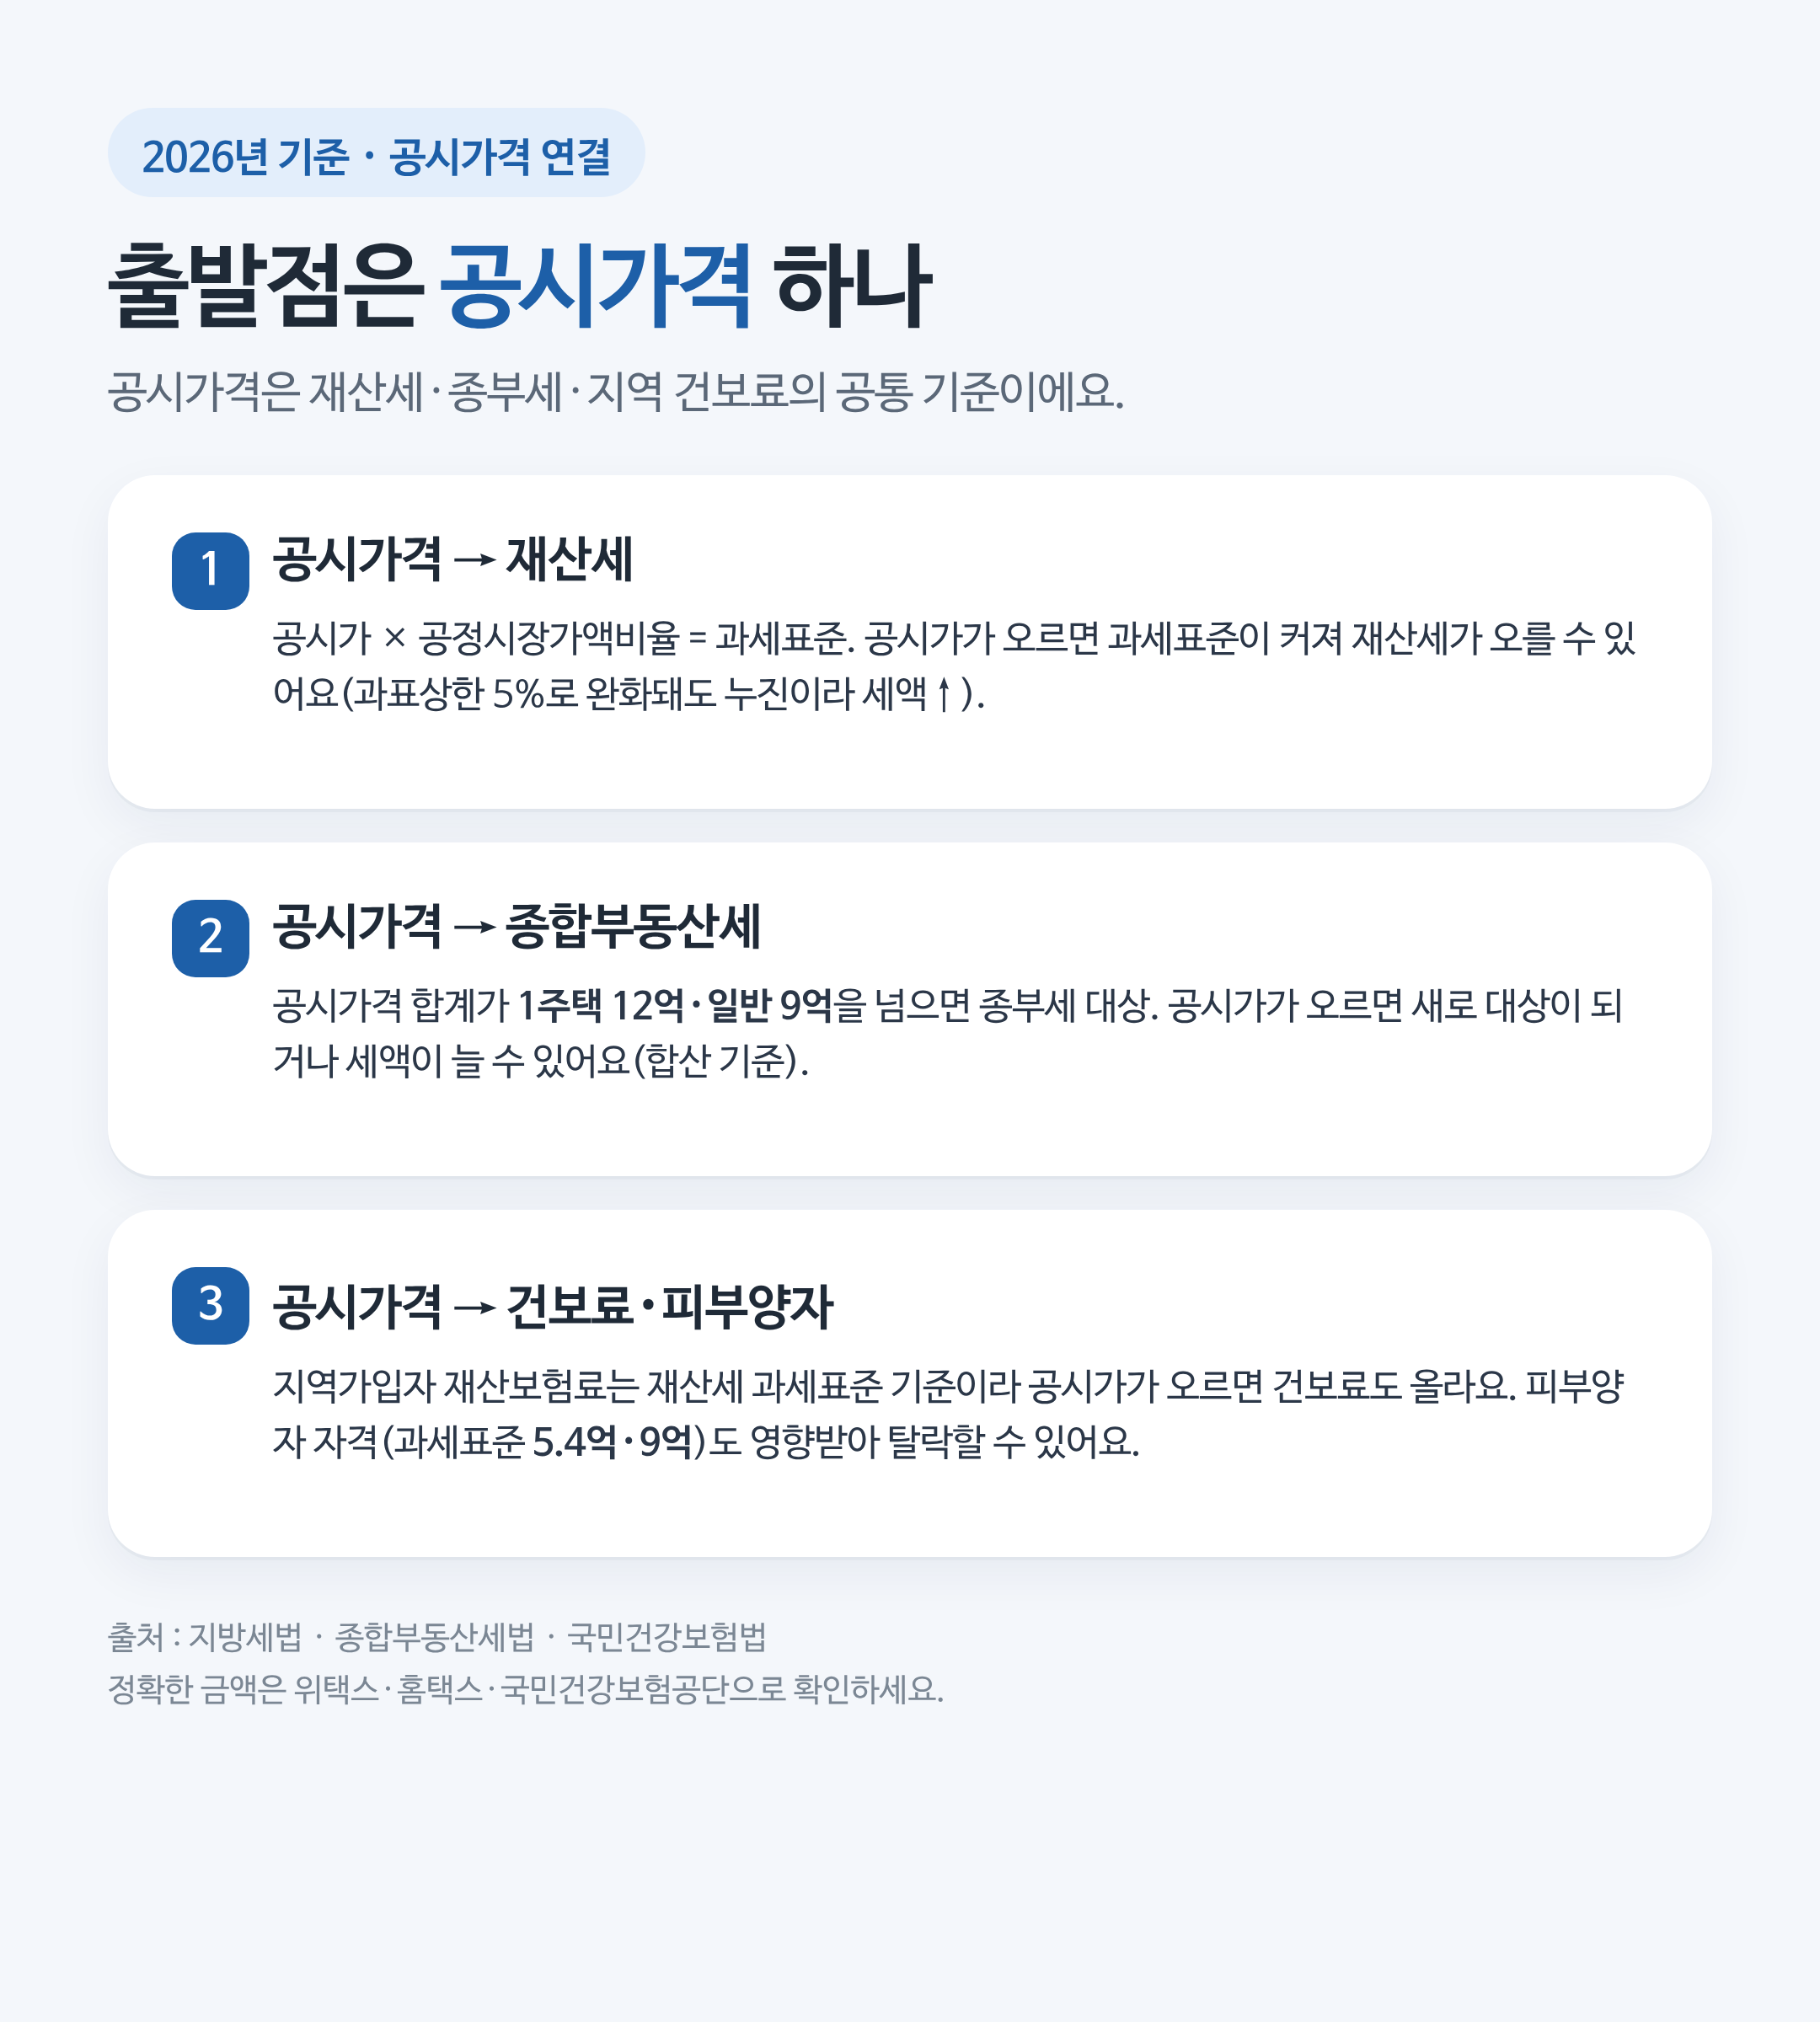 2026년 기준 · 공시가격 연결
출발점은 공시가격 하나
공시가격은 재산세·종부세·지역 건보료의 공통 기준이에요.
1
공시가격 → 재산세
공시가 × 공정시장가액비율 = 과세표준. 공시가가 오르면 과세표준이 커져 재산세가 오를 수 있
어요(과표상한 5%로 완화돼도 누진이라 세액↑).
2
공시가격 → 종합부동산세
공시가격 합계가 1주택 12억·일반 9억을 넘으면 종부세 대상. 공시가가 오르면 새로 대상이 되
거나 세액이 늘 수 있어요(합산 기준).
3
공시가격 → 건보료·피부양자
지역가입자 재산보험료는 재산세 과세표준 기준이라 공시가가 오르면 건보료도 올라요. 피부양
자 자격(과세표준 5.4억·9억)도 영향받아 탈락할 수 있어요.
출처 : 지방세법 · 종합부동산세법 · 국민건강보험법
정확한 금액은 위택스·홈택스·국민건강보험공단으로 확인하세요.